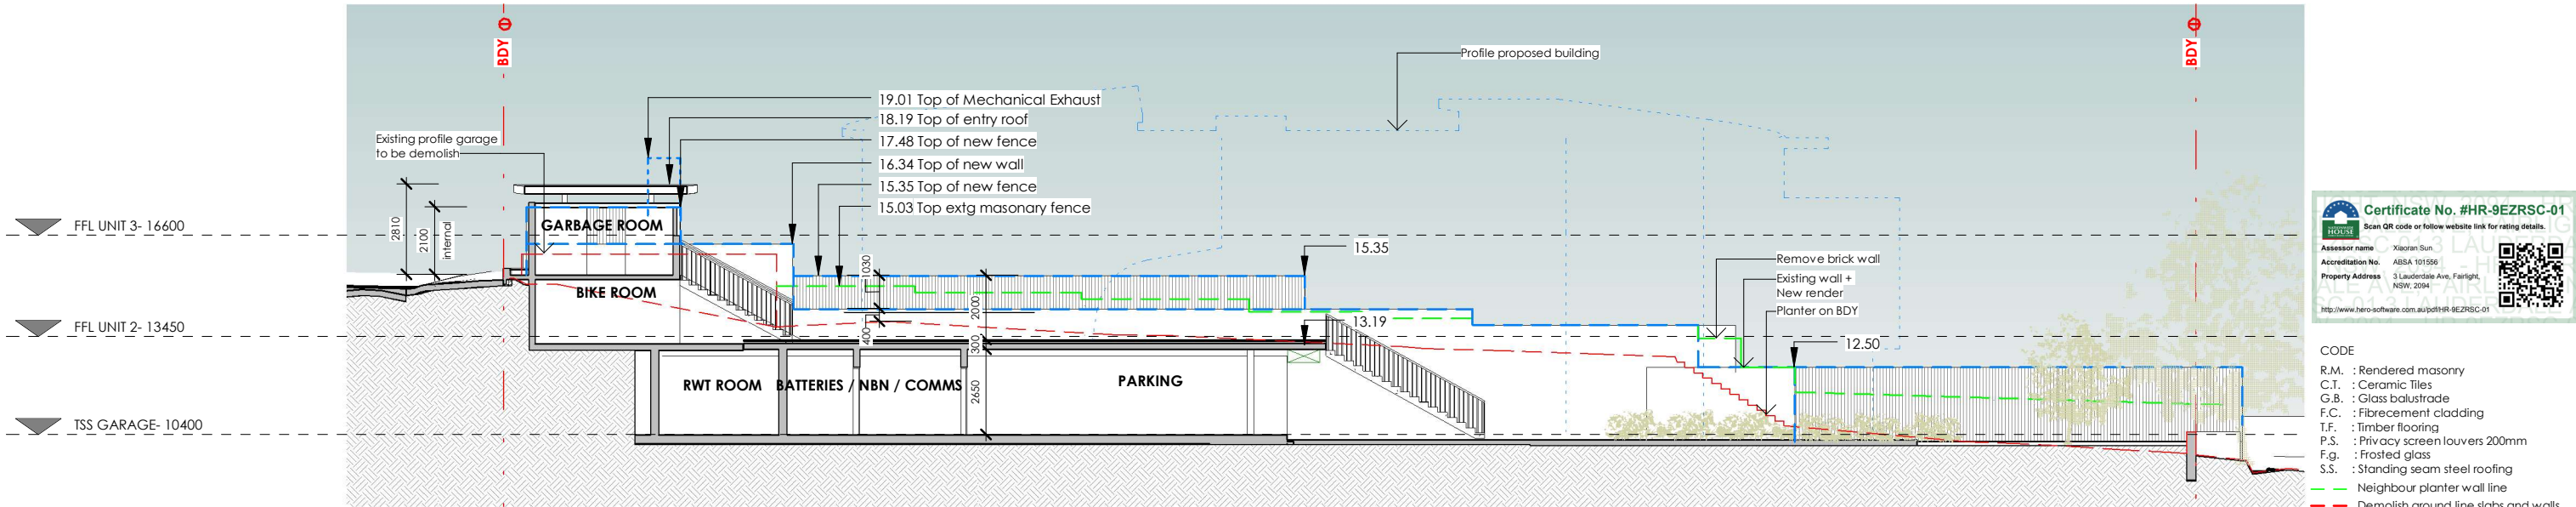 BDY
BDY
Profile proposed building
19.01 Top of Mechanical Exhaust
18.19 Top of entry roof
17.48 Top of new fence
16.34 Top of new wall
15.35 Top of new fence
15.03 Top extg masonary fence
Existing profile garage
to be demolish
2810
2100
internal
FFL UNIT 3- 16600
GARBAGE ROOM
BIKE ROOM
1030
2000
400
300
15.35
13.19
Remove brick wall
Existing wall +
New render
Planter on BDY
12.50
FFL UNIT 2- 13450
RWT ROOM
BATTERIES / NBN / COMMS
2650
PARKING
TSS GARAGE- 10400
HOUSE
Certificate No. #HR-9EZRSC-01
Scan QR code or follow website link for rating details.
Assessor name Xiaoran Sun
Accreditation No. ABSA 101556
Property Address 3 Lauderdale Ave, Fairlight,
NSW, 2094
http://www.hero-software.com.au/pdf/HR-9EZRSC-01
CODE
R.M. : Rendered masonry
C.T. : Ceramic Tiles
G.B. : Glass balustrade
F.C. : Fibrecement cladding
T.F. : Timber flooring
P.S. : Privacy screen louvers 200mm
F.g. : Frosted glass
S.S. : Standing seam steel roofing
Neighbour planter wall line
Demolish ground line slabs and walls